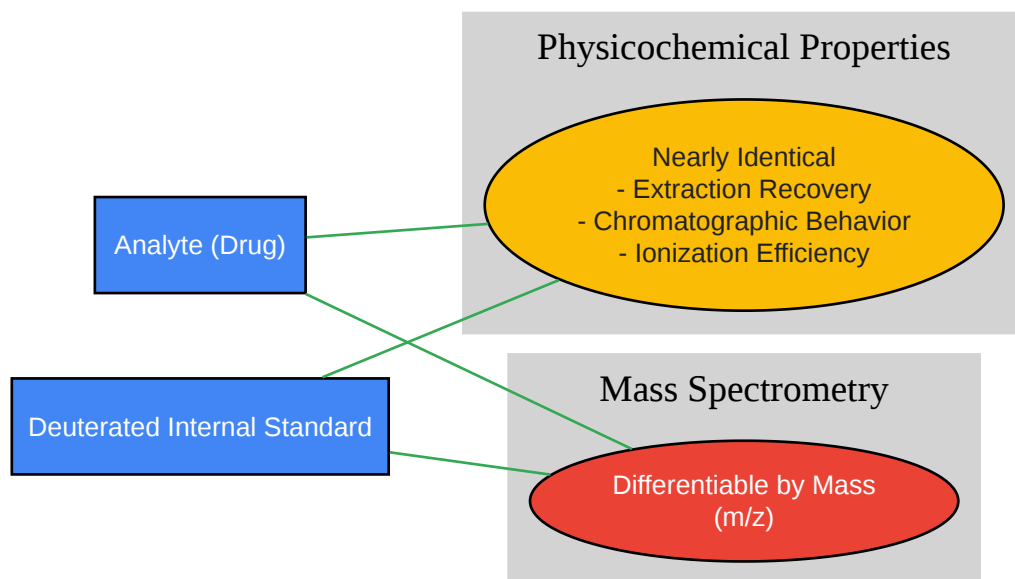 Physicochemical Properties
Nearly Identical
- Extraction Recovery
- Chromatographic Behavior
- Ionization Efficiency
Analyte (Drug)
Deuterated Internal Standard
Mass Spectrometry
Differentiable by Mass
(m/z)